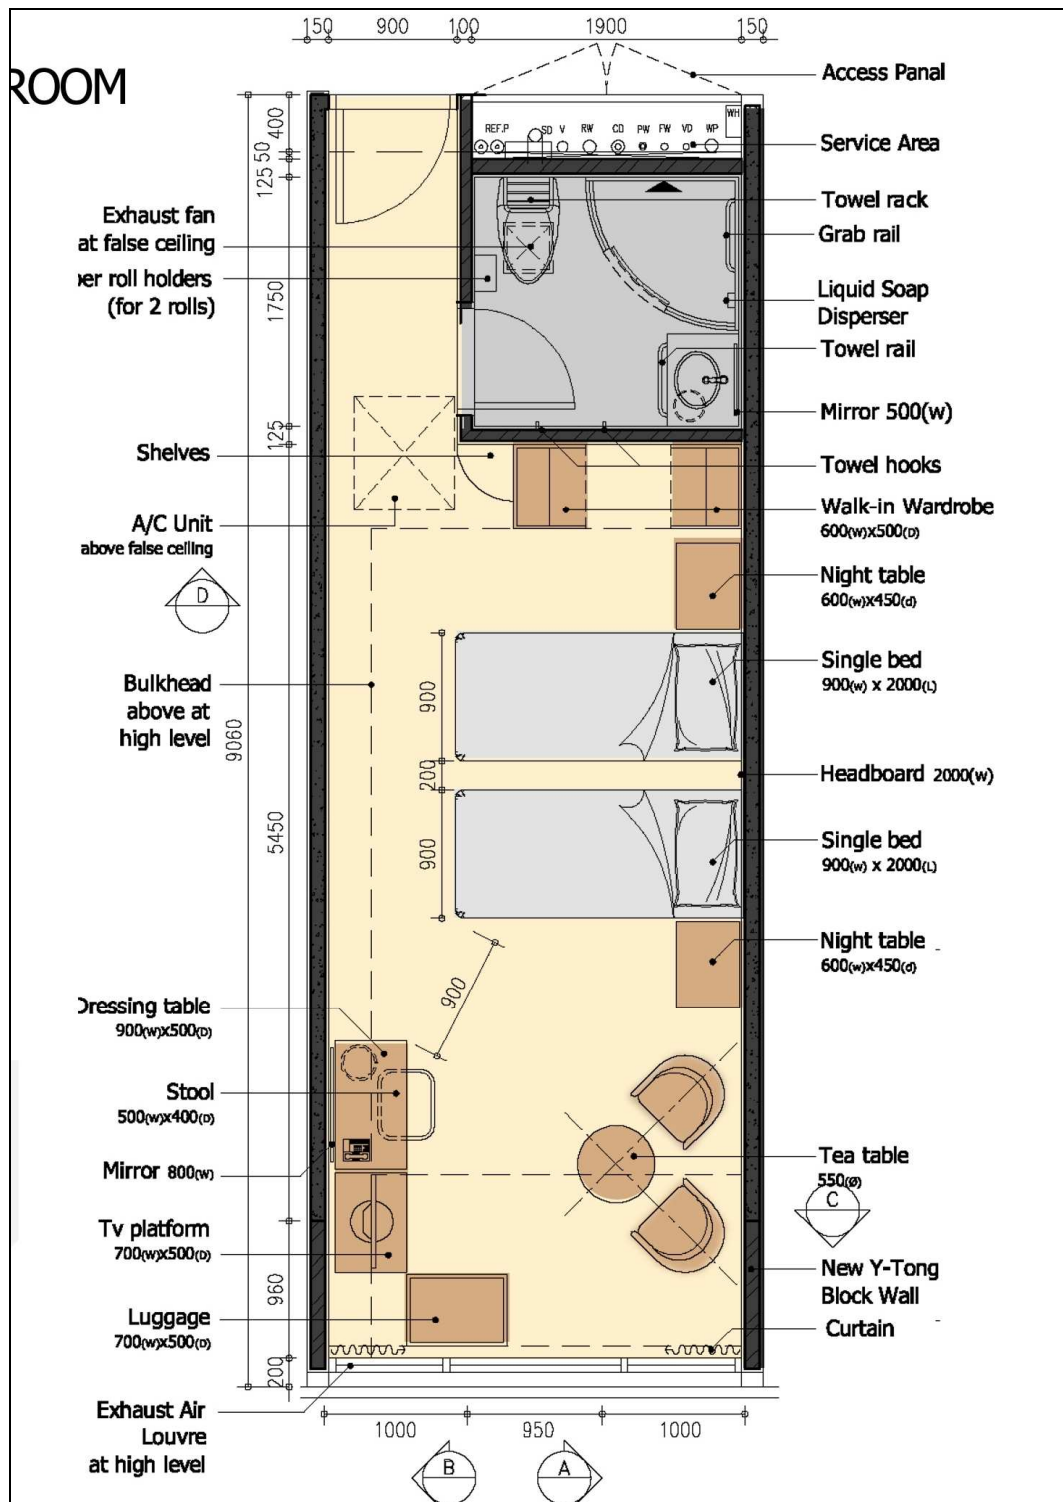 150 900 100 1900 150
ROOM
Access Panal
400
WH
REF.P SD V RW CD PW FW VD WP
Service Area
50
125
Towel rack
Exhaust fan
at false ceiling
Grab rail
er roll holders
(for 2 rolls)
1750
Liquid Soap
Disperser
Towel rail
Mirror 500(w)
125
Shelves
Towel hooks
Walk-in Wardrobe
600(w)x500(D)
A/C Unit
above false ceiling
D
Night table
600(w)x450(d)
Single bed
900(w) x 2000(L)
900
Bulkhead
above at
high level
9060
200
Headboard 2000(w)
5450
900
Single bed
900(w) x 2000(L)
Night table
600(w)x450(d)
900
Dressing table
900(W)x500(D)
Stool
500(W)x400(D)
Mirror 800(W)
Tea table
550(Ø)
C
Tv platform
700(W)x500(D)
960
New Y-Tong
Block Wall
Luggage
700(W)x500(D)
Curtain
200
Exhaust Air
Louvre
at high level
1000 950 1000
B A